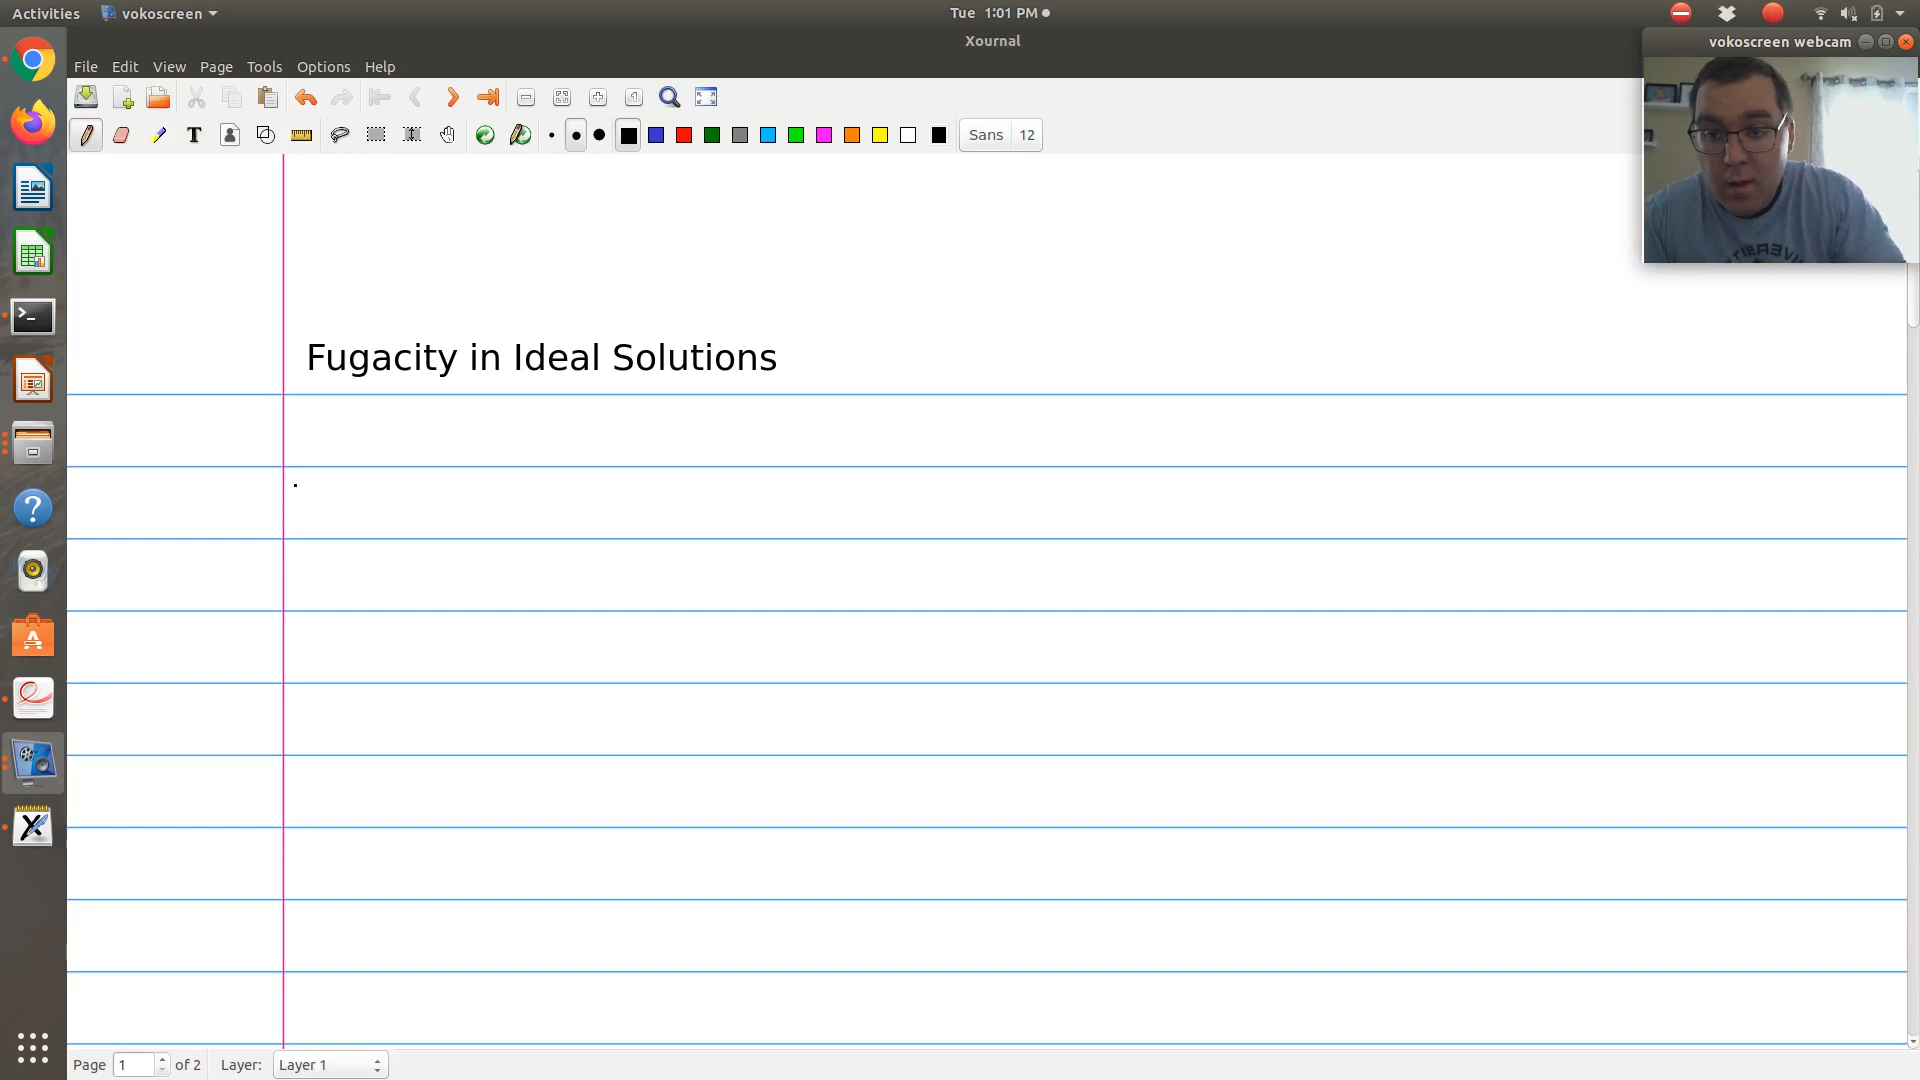 Activities vokoscreen Tue 1:01 PM
Xournal
vokoscreen webcam
File Edit View Page Tools Options Help
T Sans 12
Fugacity in Ideal Solutions
Page 1 of 2 Layer: Layer 1